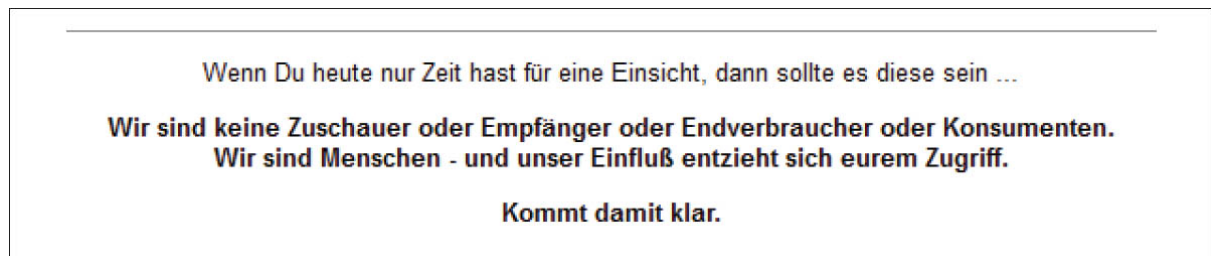 Wenn Du heute nur Zeit hast für eine Einsicht, dann sollte es diese sein ...
Wir sind keine Zuschauer oder Empfänger oder Endverbraucher oder Konsumenten.
Wir sind Menschen - und unser Einfluß entzieht sich eurem Zugriff.
Kommt damit klar.